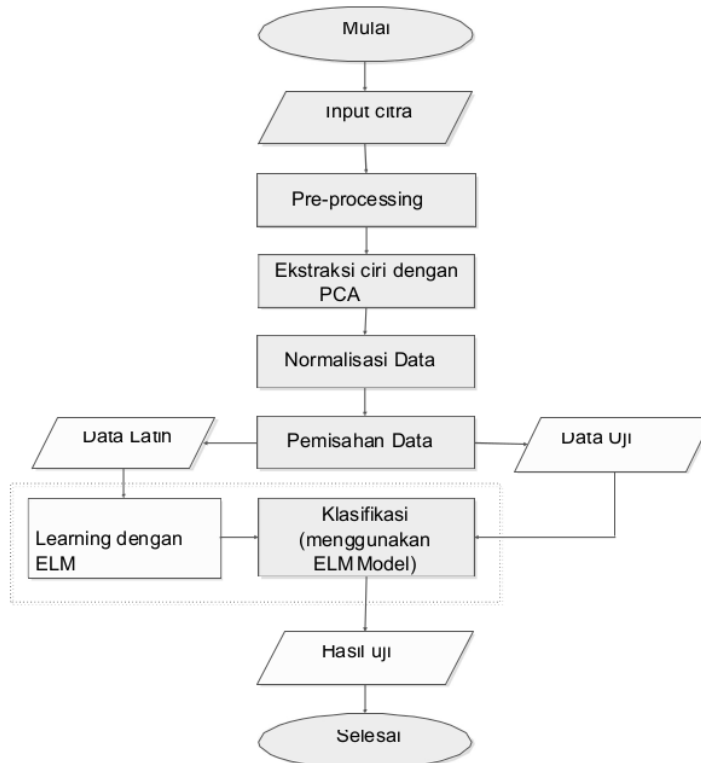 Mulai
Input citra
Pre-processing
Ekstraksi ciri dengan
PCA
Normalisasi Data
Data Latih
Pemisahan Data
Data Uji
Learning dengan
ELM
Klasifikasi
(menggunakan
ELM Model)
Hasil uji
Selesai